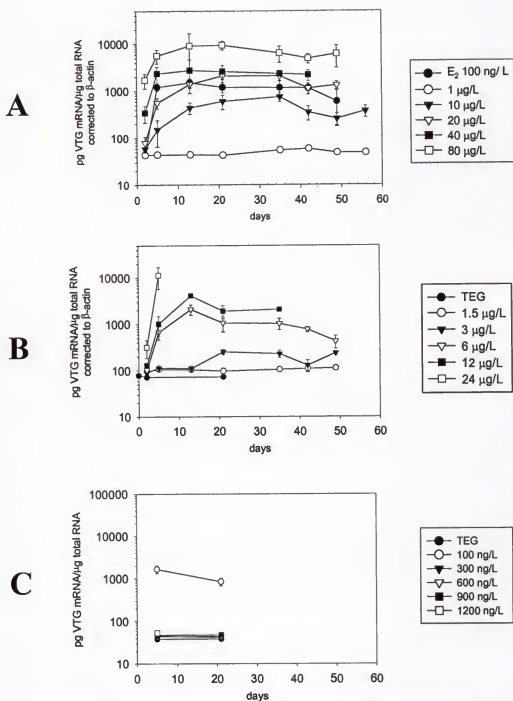 A
pg VTG mRNA/µg total RNA
corrected to β-actin
10000
1000
100
10
0 10 20 30 40 50 60
days
E2 100 ng/ L
1 µg/L
10 µg/L
20 µg/L
40 µg/L
80 µg/L
B
pg VTG mRNA/µg total RNA
corrected to β-actin
10000
1000
100
10
0 10 20 30 40 50 60
days
TEG
1.5 µg/L
3 µg/L
6 µg/L
12 µg/L
24 µg/L
C
pg VTG mRNA/µg total RNA
100000
10000
1000
100
10
0 10 20 30 40 50 60
days
TEG
100 ng/L
300 ng/L
600 ng/L
900 ng/L
1200 ng/L